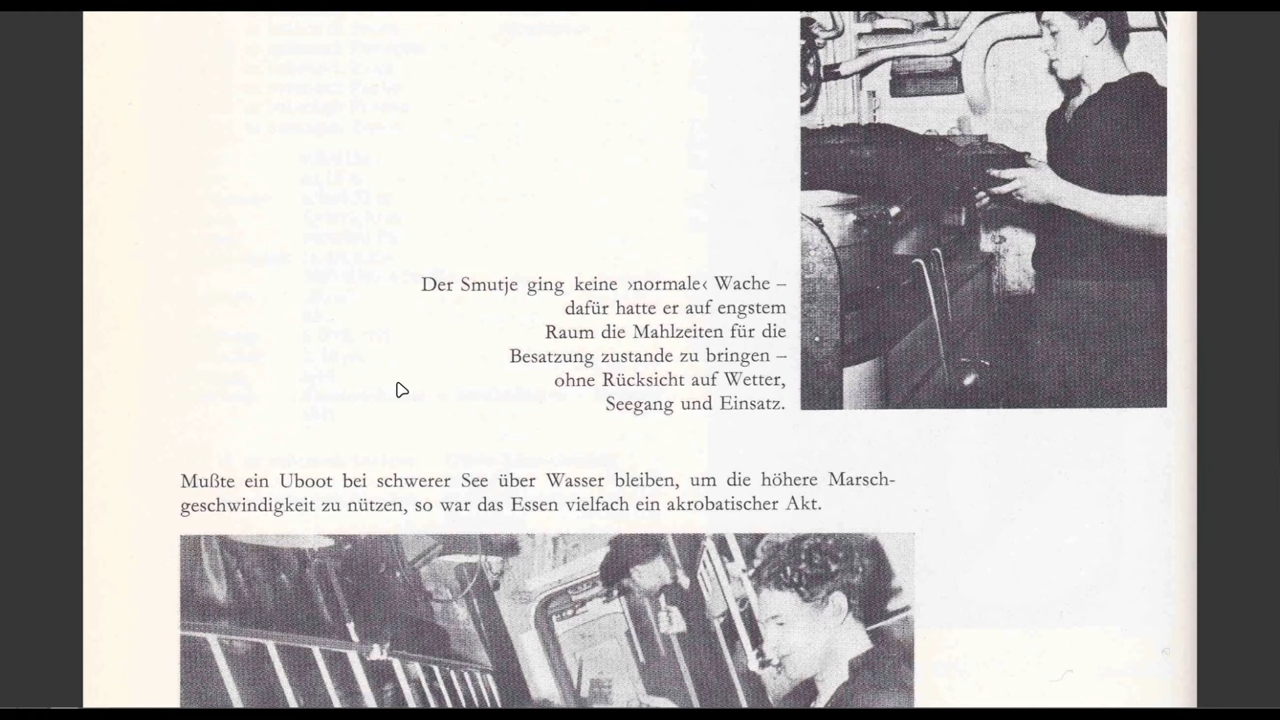 Der Smutje ging keine ›normale‹ Wache –
dafür hatte er auf engstem
Raum die Mahlzeiten für die
Besatzung zustande zu bringen –
ohne Rücksicht auf Wetter,
Seegang und Einsatz.
Mußte ein Uboot bei schwerer See über Wasser bleiben, um die höhere Marsch-
geschwindigkeit zu nützen, so war das Essen vielfach ein akrobatischer Akt.